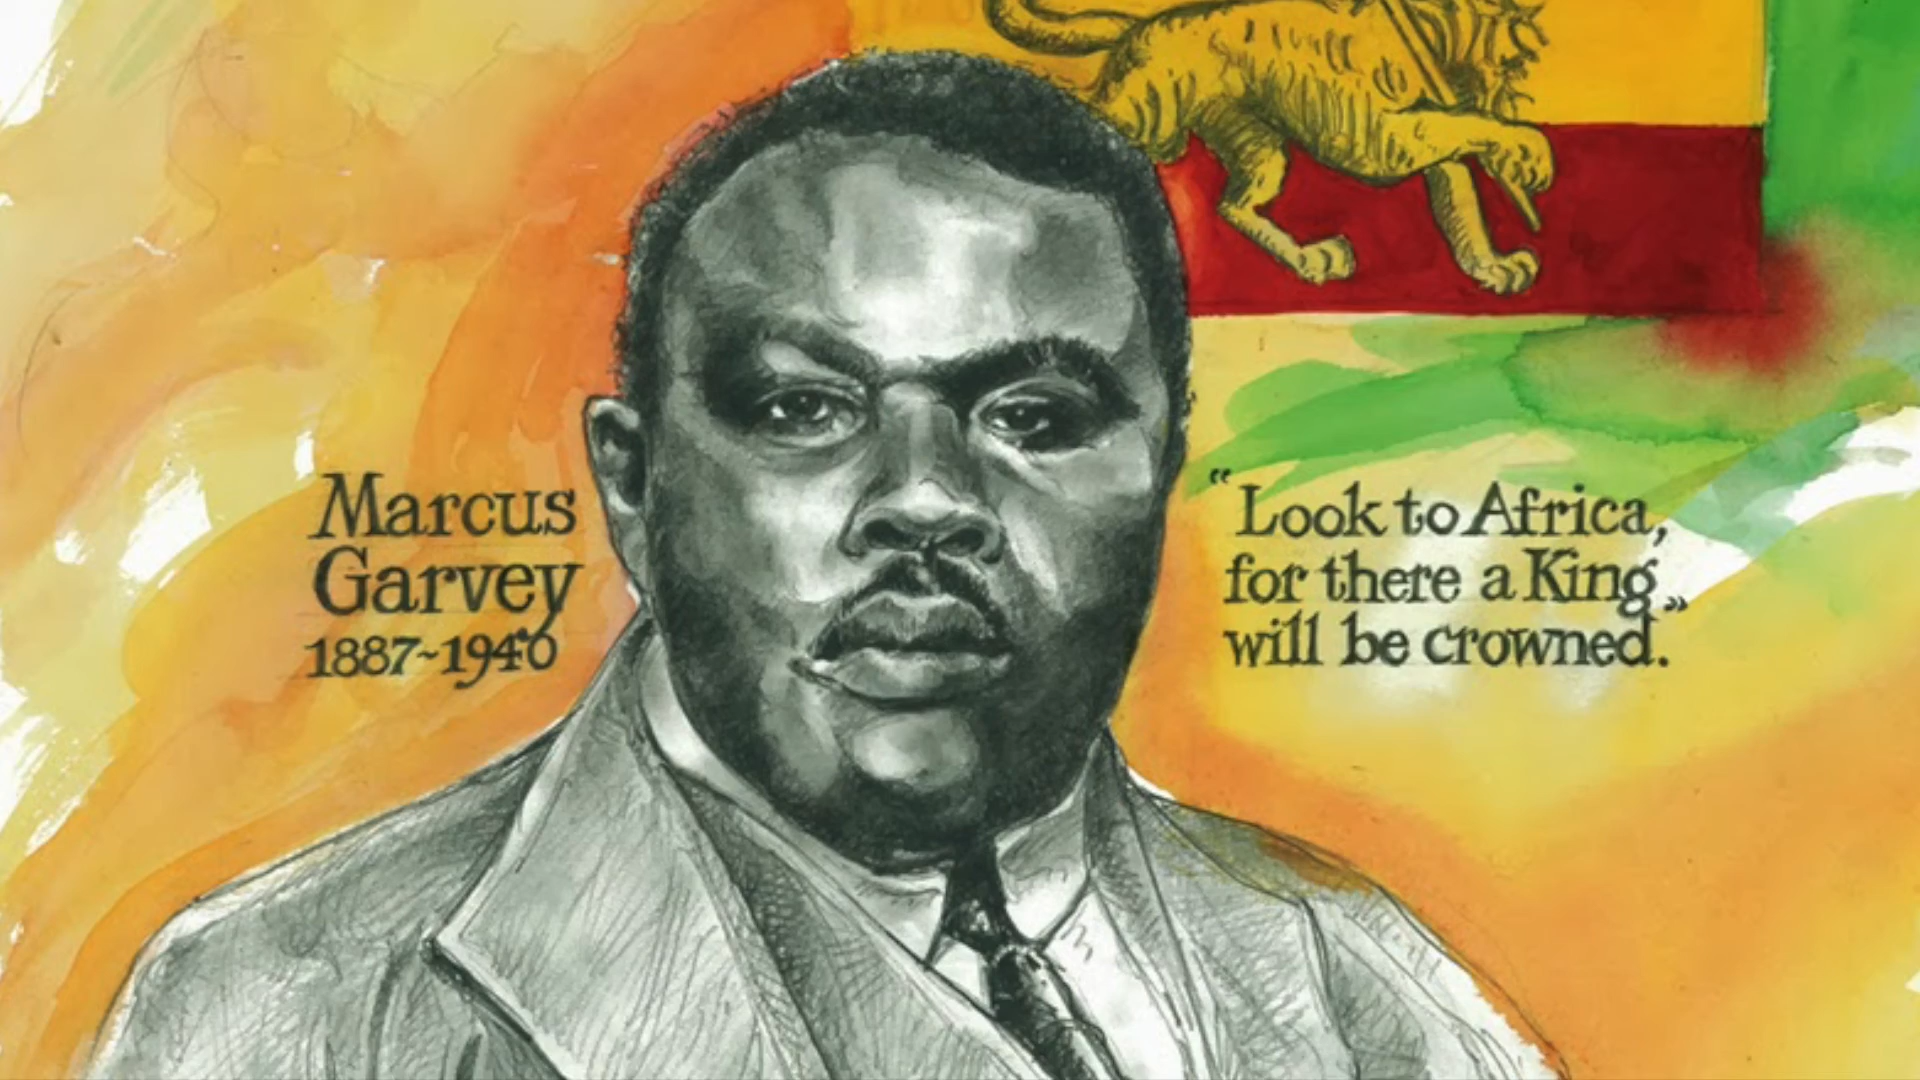 Marcus
Garvey
1887~1940
“Look to Africa,
for there a King
will be crowned.”